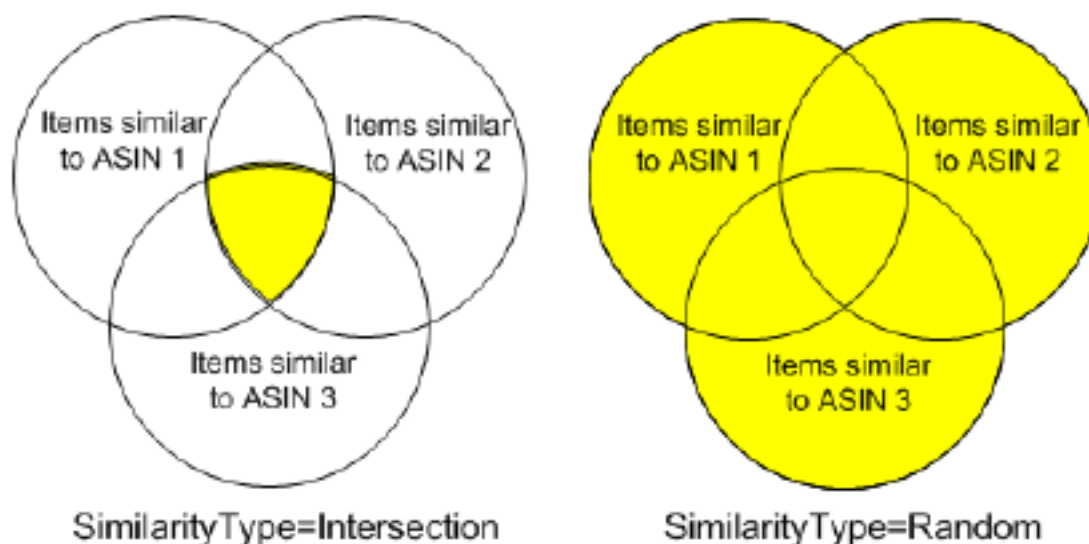 Items similar
to ASIN 1
Items similar
to ASIN 2
Items similar
to ASIN 3
SimilarityType=Intersection
Items similar
to ASIN 1
Items similar
to ASIN 2
Items similar
to ASIN 3
SimilarityType=Random